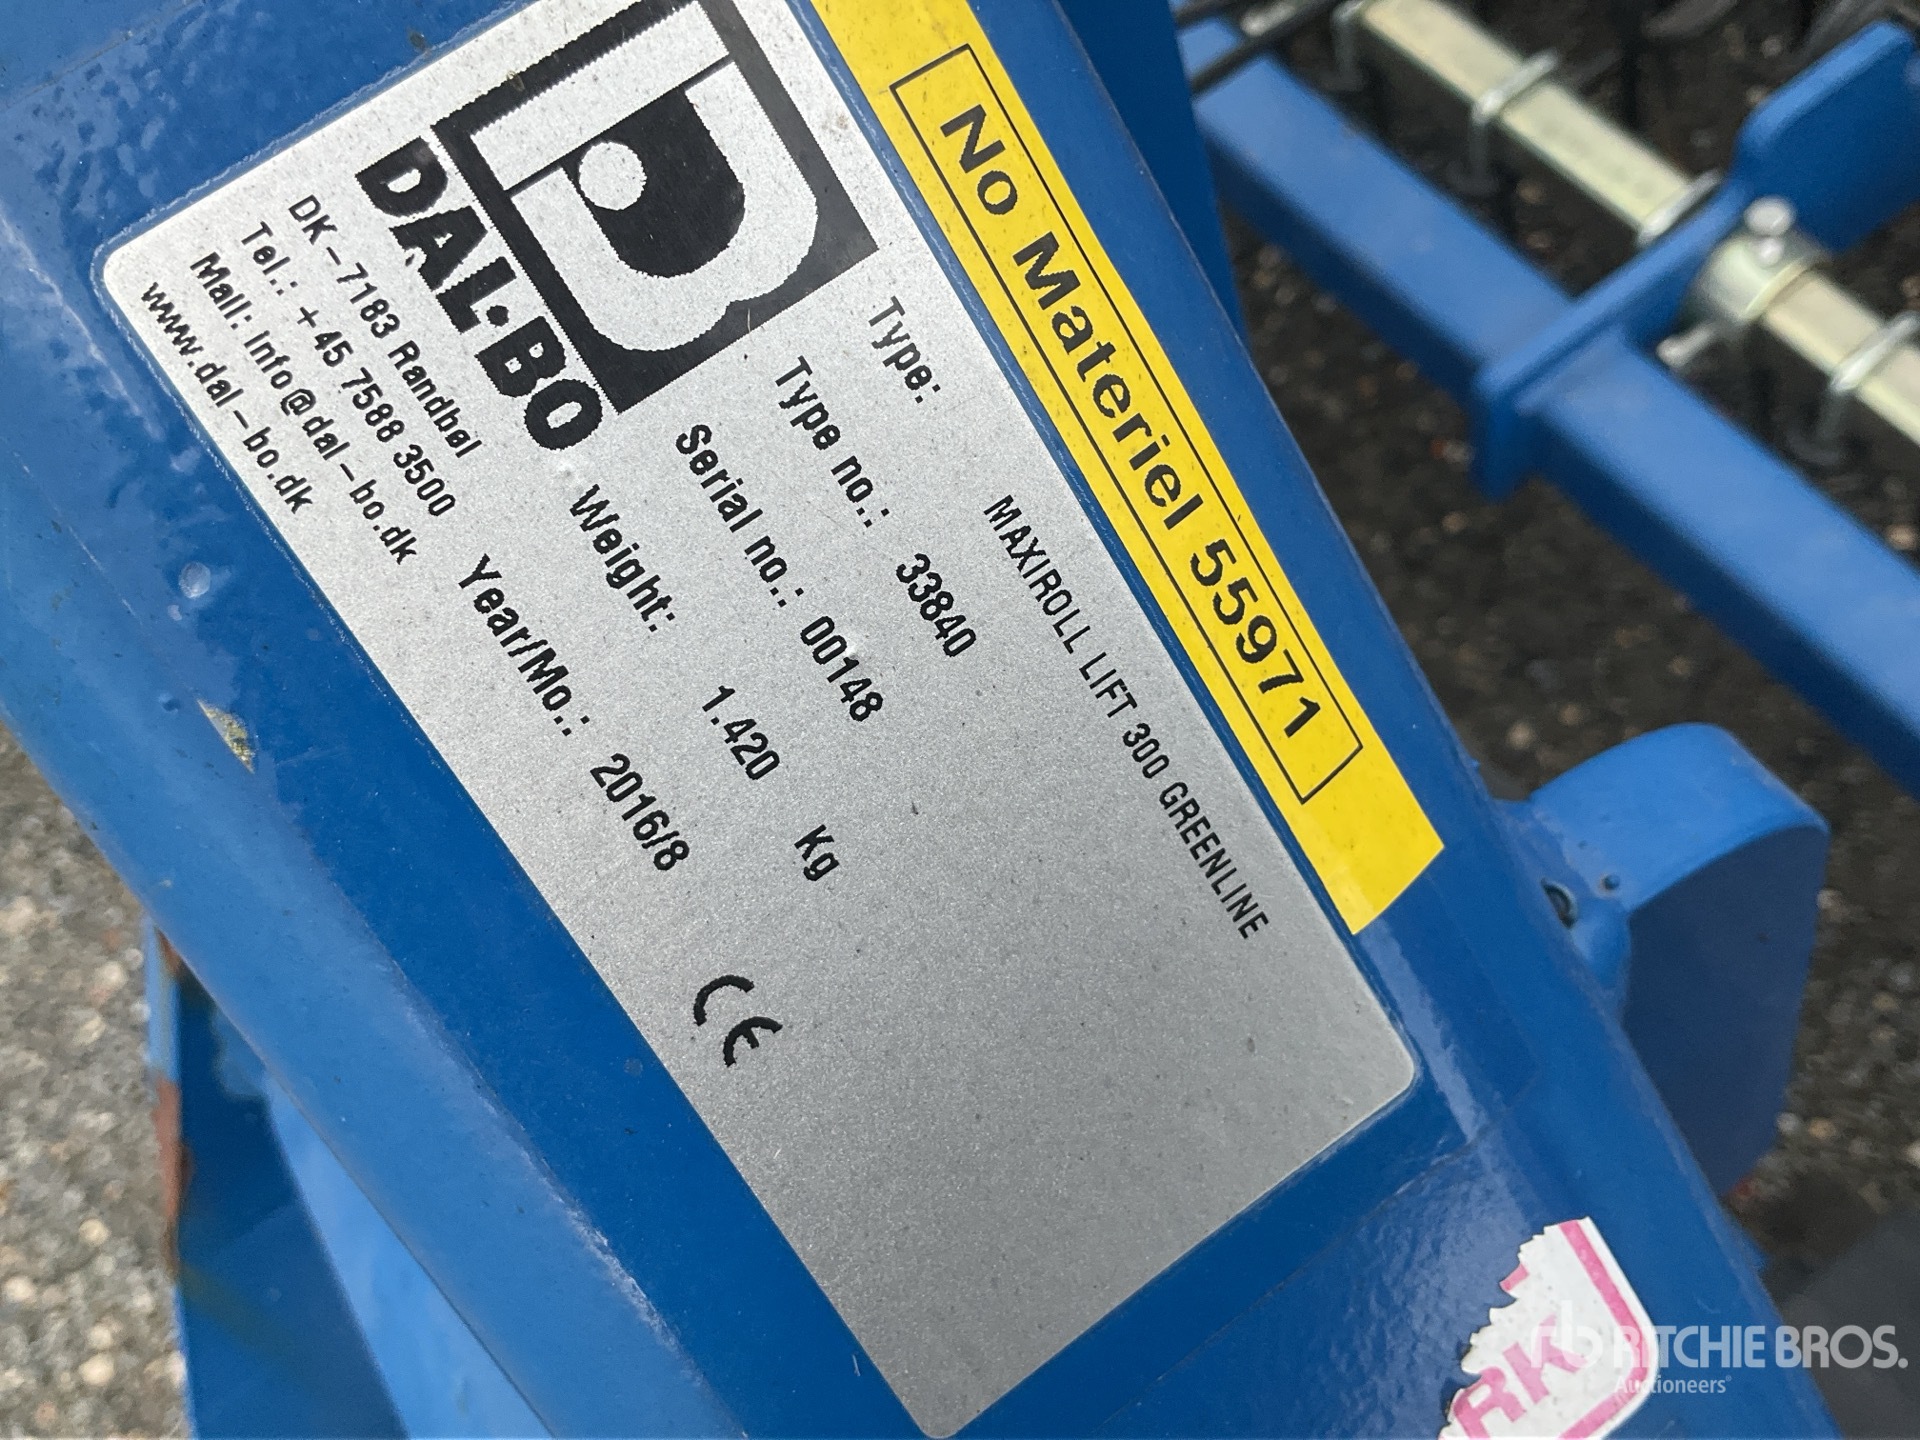 No Materiel 55971
DAL·BO
DK-7183 Randbøl
Tel.: +45 7588 3500
Mail: info@dal-bo.dk
www.dal-bo.dk
Type: MAXIROLL LIFT 300 GREENLINE
Type no.: 33840
Serial no.: 00148
Weight: 1.420 Kg
Year/Mo.: 2016/8
CE
RITCHIE BROS.
Auctioneers